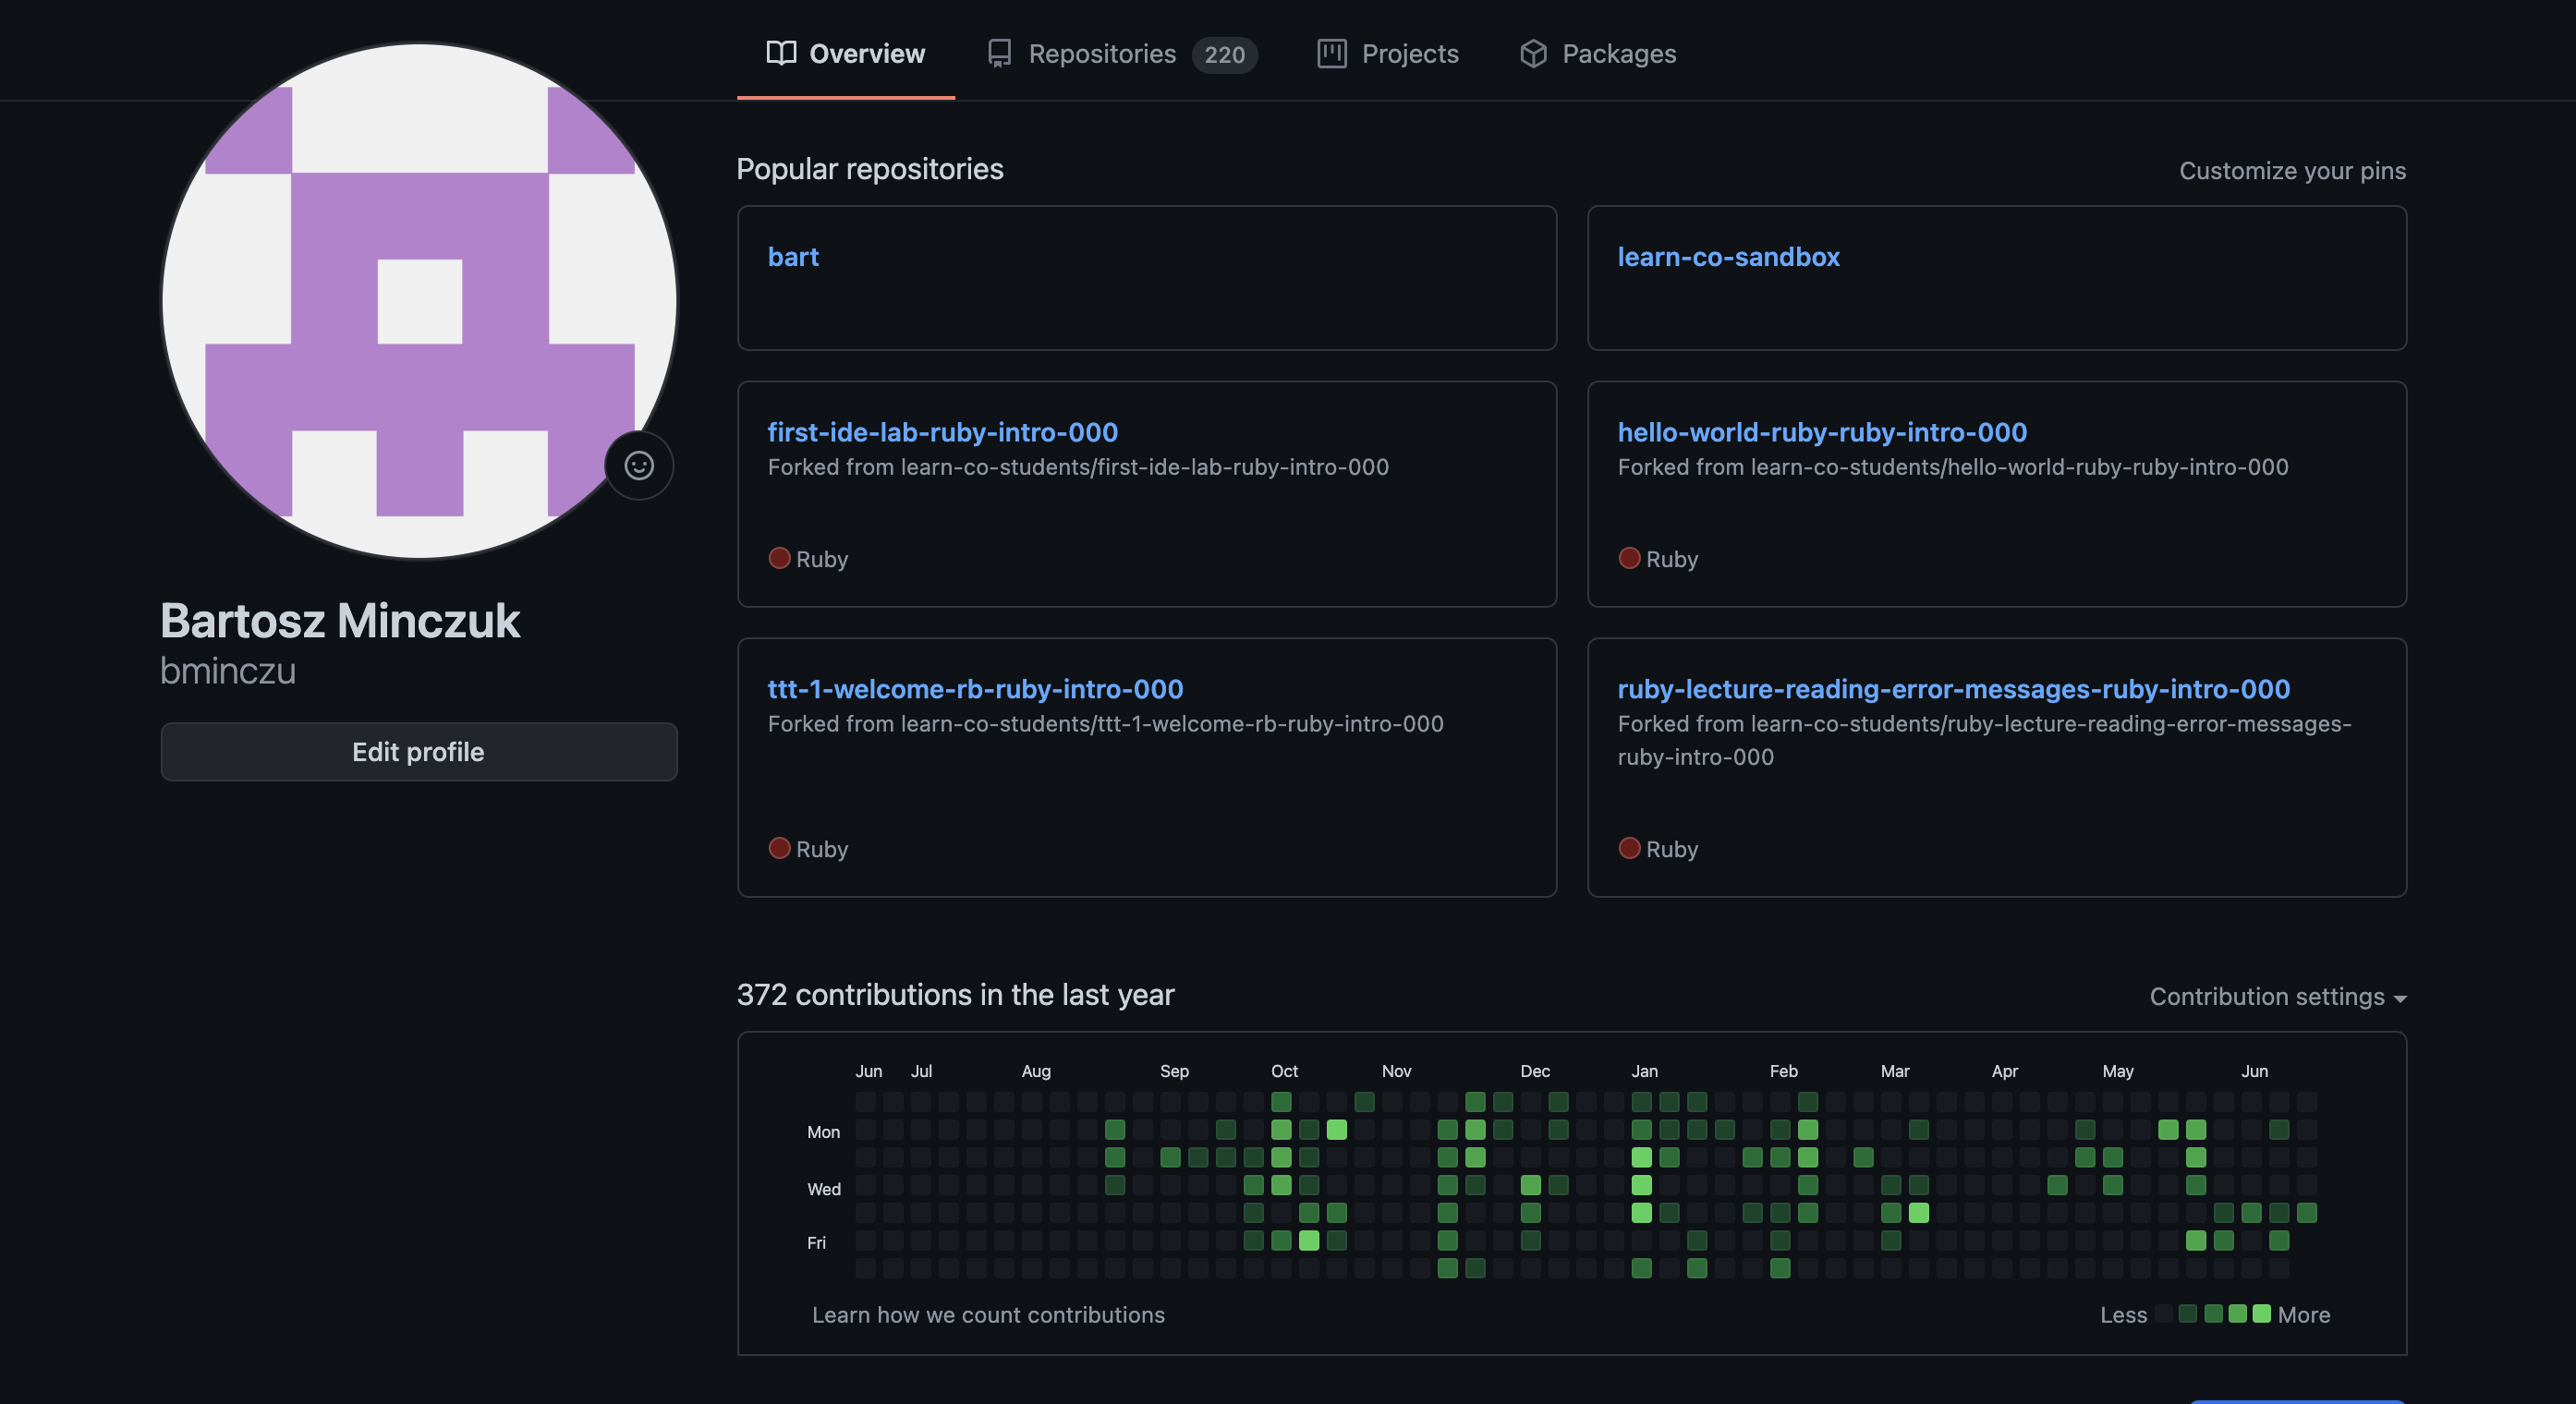 Overview Repositories 220 Projects Packages
Popular repositories
Customize your pins
bart
learn-co-sandbox
first-ide-lab-ruby-intro-000
Forked from learn-co-students/first-ide-lab-ruby-intro-000
Ruby
hello-world-ruby-ruby-intro-000
Forked from learn-co-students/hello-world-ruby-ruby-intro-000
Ruby
Bartosz Minczuk
bminczu
Edit profile
ttt-1-welcome-rb-ruby-intro-000
Forked from learn-co-students/ttt-1-welcome-rb-ruby-intro-000
Ruby
ruby-lecture-reading-error-messages-ruby-intro-000
Forked from learn-co-students/ruby-lecture-reading-error-messages-
ruby-intro-000
Ruby
372 contributions in the last year
Contribution settings
Jun Jul Aug Sep Oct Nov Dec Jan Feb Mar Apr May Jun
Mon
Wed
Fri
Learn how we count contributions
Less More